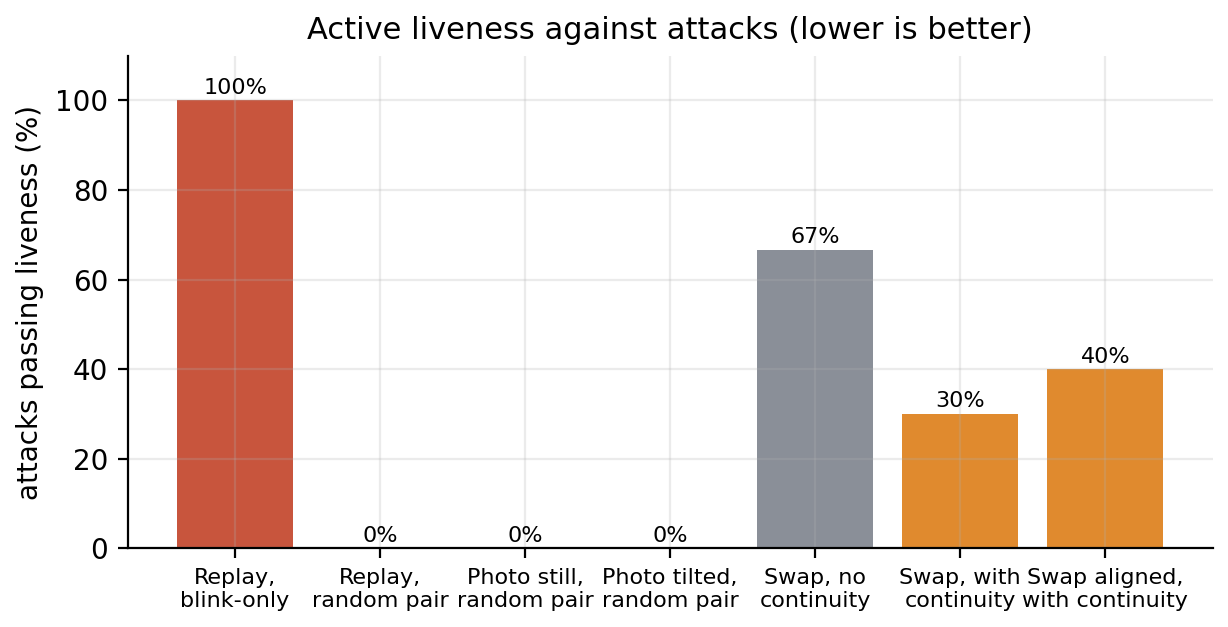 Active liveness against attacks (lower is better)
attacks passing liveness (%)
100
80
60
40
20
0
100%
0%
0%
0%
67%
30%
40%
Replay,
blink-only
Replay,
random pair
Photo still,
random pair
Photo tilted,
random pair
Swap, no
continuity
Swap, with
continuity
Swap aligned,
with continuity